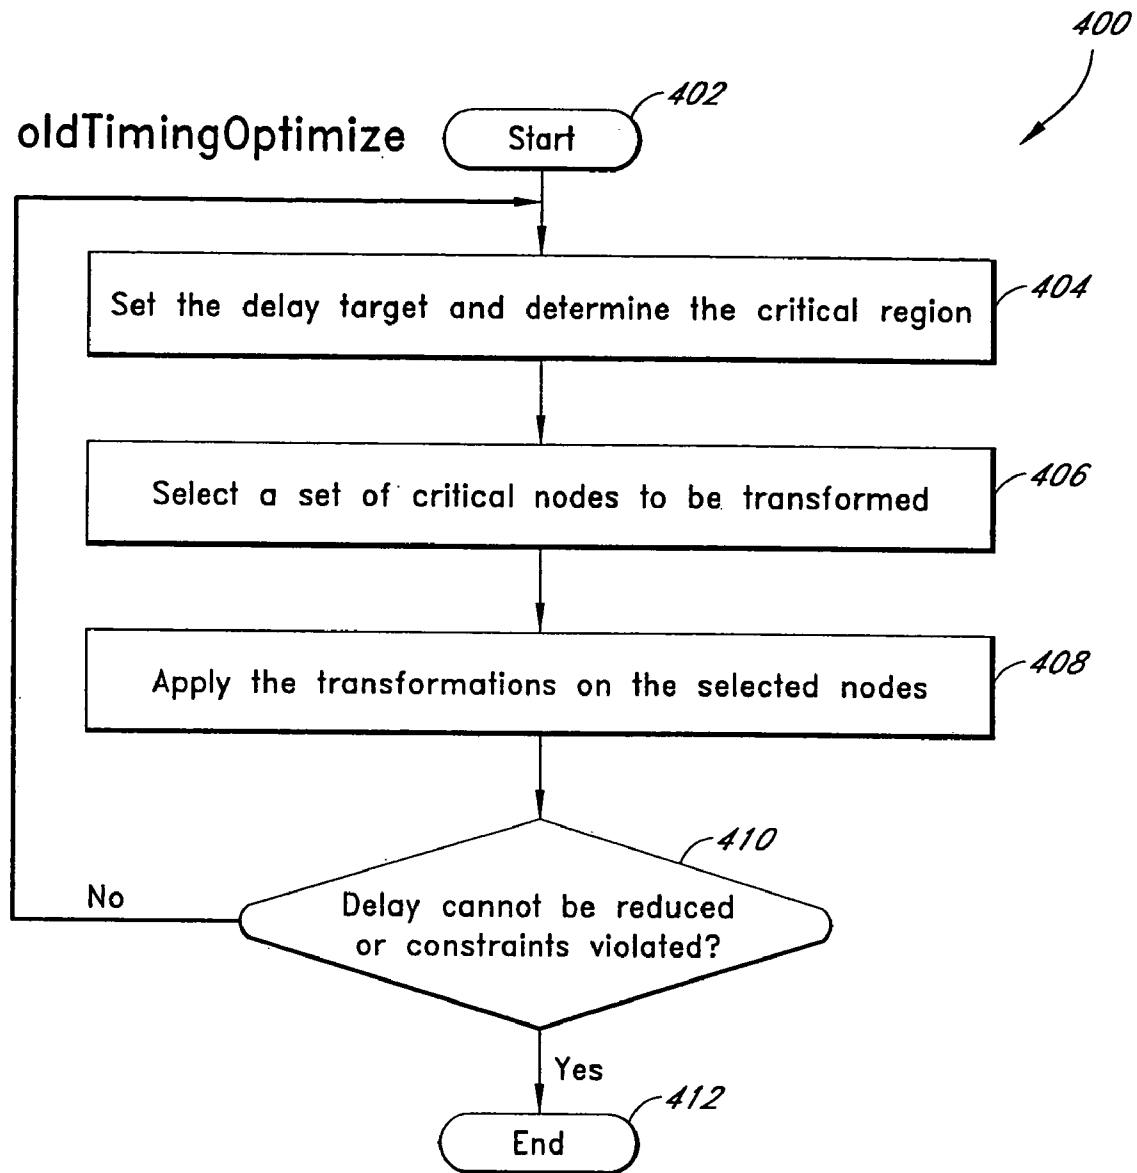 400
402
oldTimingOptimize
Start
Set the delay target and determine the critical region
404
Select a set of critical nodes to be transformed
406
Apply the transformations on the selected nodes
408
410
No
Delay cannot be reduced
or constraints violated?
Yes
412
End